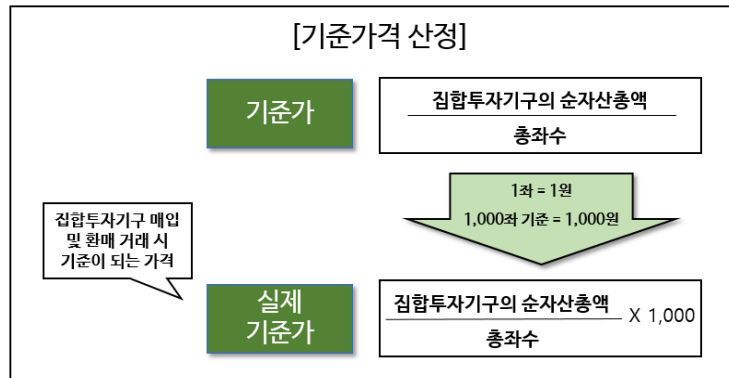 [기준가격 산정]
기준가
집합투자기구의 순자산총액
총좌수
1좌 = 1원
1,000좌 기준 = 1,000원
집합투자기구 매입
및 환매 거래 시
기준이 되는 가격
실제
기준가
집합투자기구의 순자산총액
X 1,000
총좌수